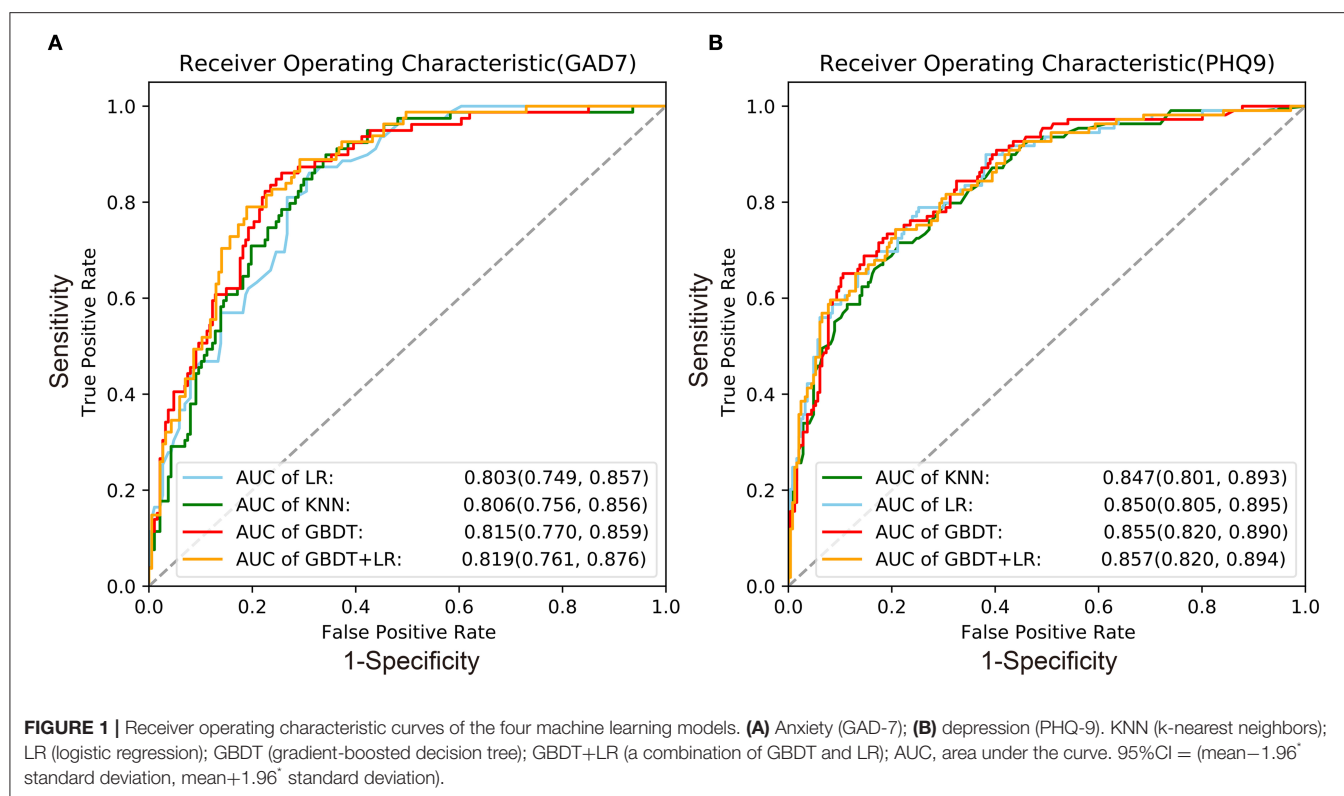 A
Receiver Operating Characteristic(GAD7)
1.0
0.8
0.6
0.4
0.2
0.0
Sensitivity
True Positive Rate
AUC of LR: 0.803(0.749, 0.857)
AUC of KNN: 0.806(0.756, 0.856)
AUC of GBDT: 0.815(0.770, 0.859)
AUC of GBDT+LR: 0.819(0.761, 0.876)
0.0 0.2 0.4 0.6 0.8 1.0
False Positive Rate
1-Specificity
B
Receiver Operating Characteristic(PHQ9)
1.0
0.8
0.6
0.4
0.2
0.0
Sensitivity
True Positive Rate
AUC of KNN: 0.847(0.801, 0.893)
AUC of LR: 0.850(0.805, 0.895)
AUC of GBDT: 0.855(0.820, 0.890)
AUC of GBDT+LR: 0.857(0.820, 0.894)
0.0 0.2 0.4 0.6 0.8 1.0
False Positive Rate
1-Specificity
FIGURE 1 | Receiver operating characteristic curves of the four machine learning models. (A) Anxiety (GAD-7); (B) depression (PHQ-9). KNN (k-nearest neighbors);
LR (logistic regression); GBDT (gradient-boosted decision tree); GBDT+LR (a combination of GBDT and LR); AUC, area under the curve. 95%CI = (mean−1.96*
standard deviation, mean+1.96* standard deviation).